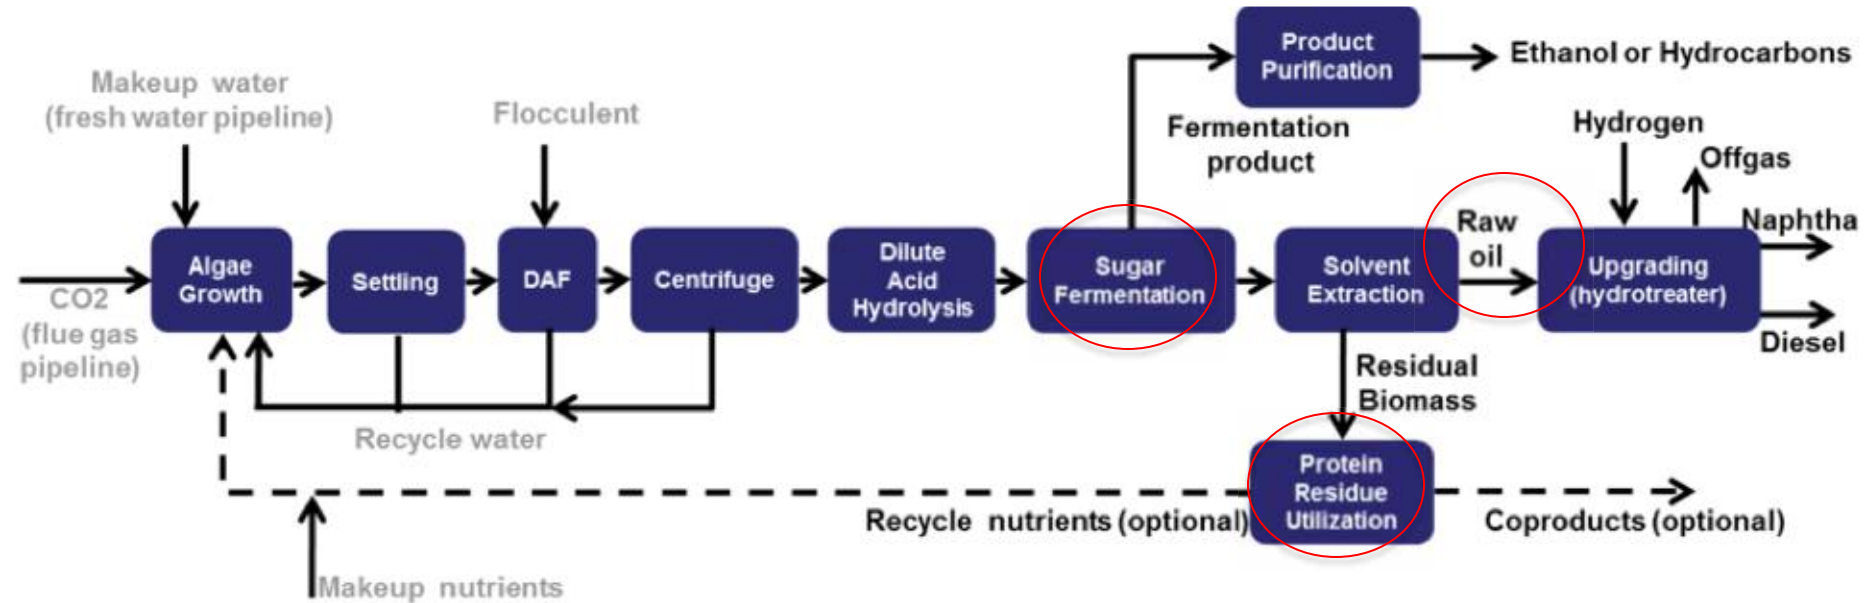 Product
Purification
Ethanol or Hydrocarbons
Makeup water
(fresh water pipeline)
Flocculent
Fermentation
product
Hydrogen
Offgas
Naphtha
Diesel
CO2
(flue gas
pipeline)
Algae
Growth
Settling
DAF
Centrifuge
Dilute
Acid
Hydrolysis
Sugar
Fermentation
Solvent
Extraction
Raw
oil
Upgrading
(hydrotreater)
Residual
Biomass
Recycle water
Protein
Residue
Utilization
Recycle nutrients (optional)
Coproducts (optional)
Makeup nutrients